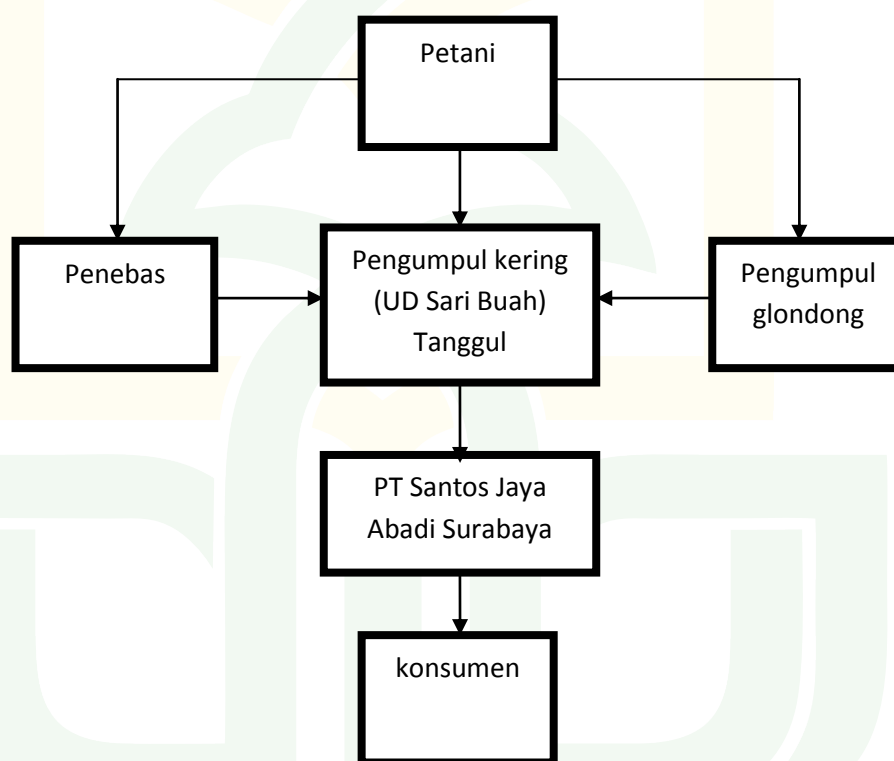 Petani
Penebas
Pengumpul kering
(UD Sari Buah)
Tanggul
Pengumpul
glondong
PT Santos Jaya
Abadi Surabaya
konsumen